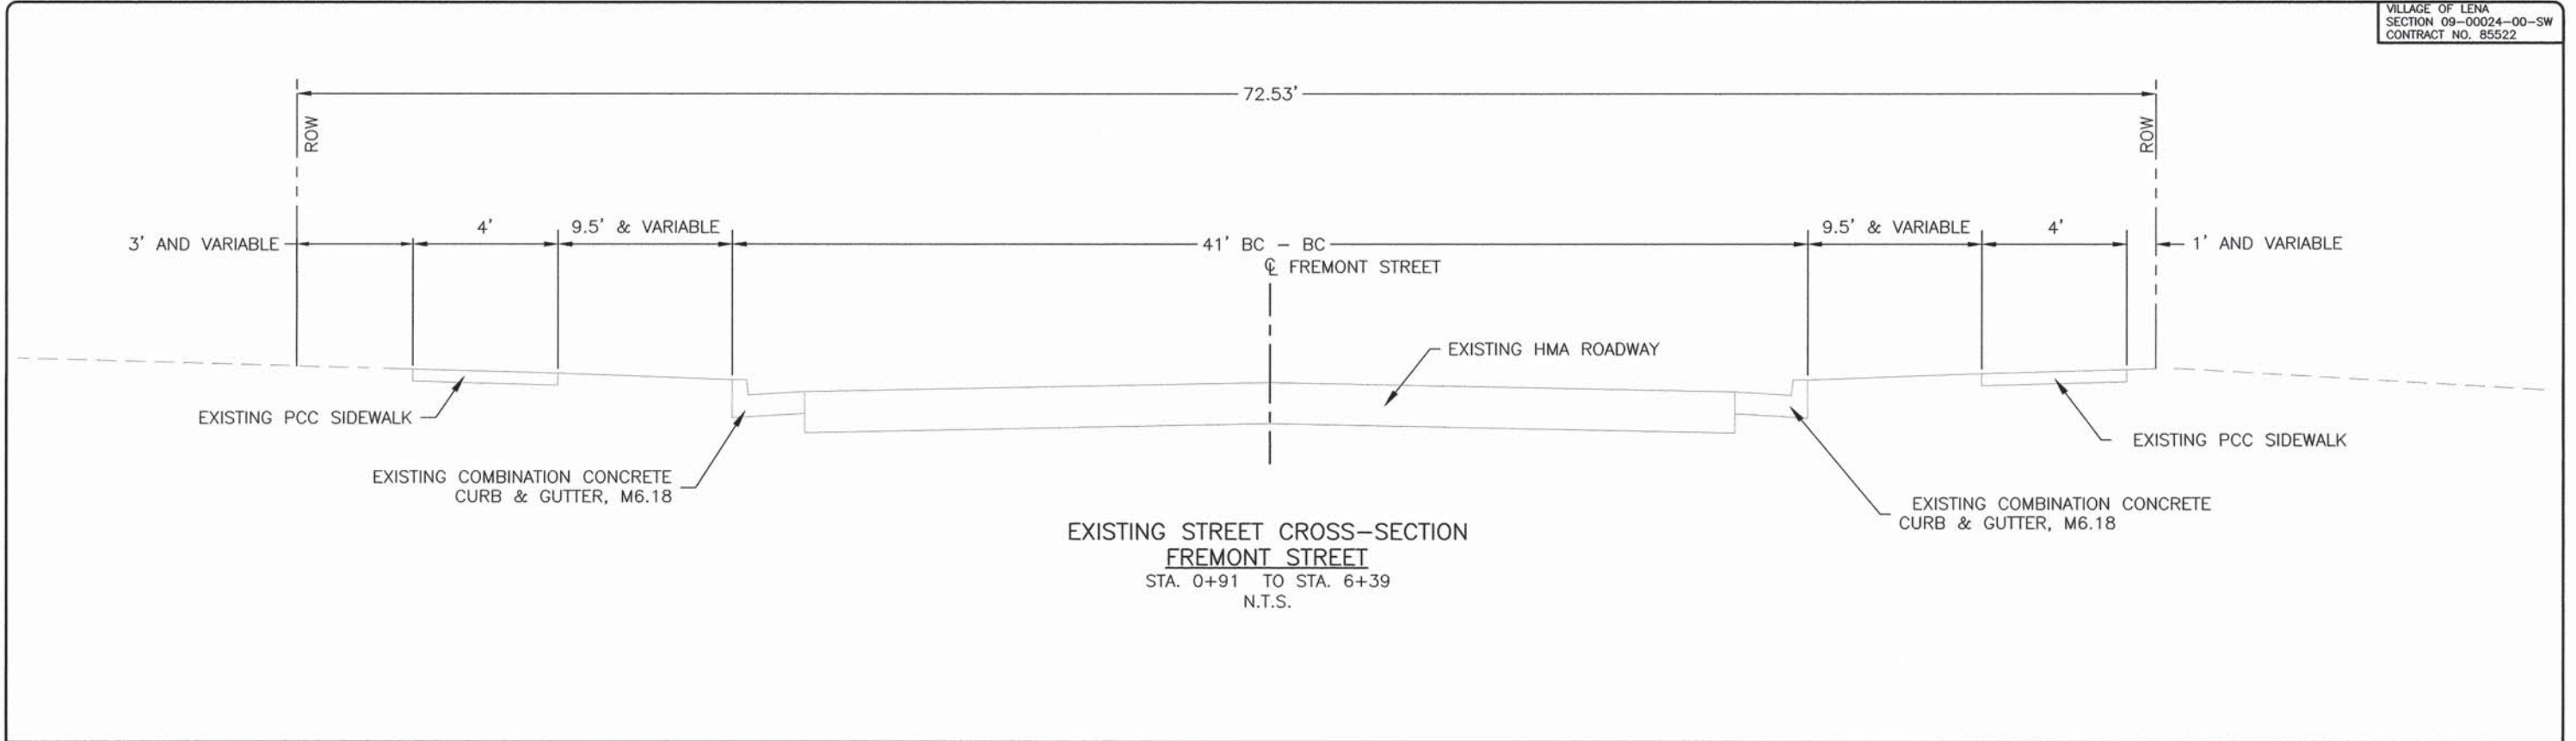 VILLAGE OF LENA
SECTION 09-00024-00-SW
CONTRACT NO. 85522
72.53'
ROW
ROW
3' AND VARIABLE
4'
9.5' & VARIABLE
41' BC - BC
9.5' & VARIABLE
4'
1' AND VARIABLE
℄ FREMONT STREET
EXISTING HMA ROADWAY
EXISTING PCC SIDEWALK
EXISTING PCC SIDEWALK
EXISTING COMBINATION CONCRETE
CURB & GUTTER, M6.18
EXISTING COMBINATION CONCRETE
CURB & GUTTER, M6.18
EXISTING STREET CROSS-SECTION
FREMONT STREET
STA. 0+91 TO STA. 6+39
N.T.S.